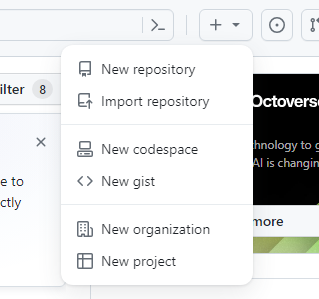 New repository
Import repository
New codespace
New gist
New organization
New project
ilter 8
e to
ctly
Octovers
hnology to g
AI is changin
more